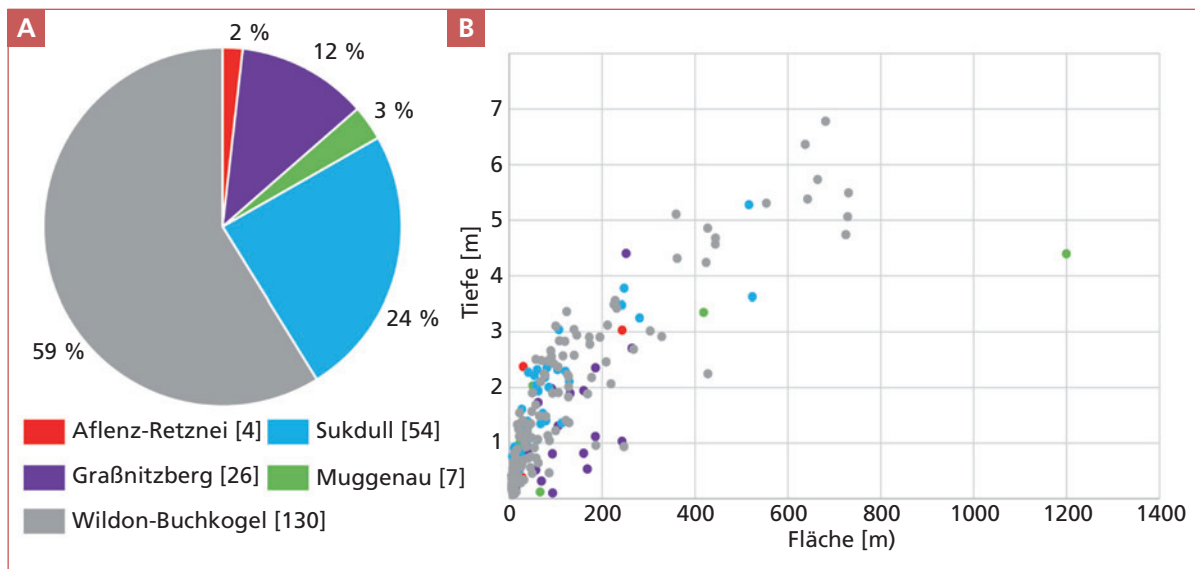 A
2 %
12 %
3 %
24 %
59 %
Aflenz-Retznei [4]
Sukdull [54]
Graßnitzberg [26]
Muggenau [7]
Wildon-Buchkogel [130]
B
Tiefe [m]
7
6
5
4
3
2
1
0
200
400
600
800
1000
1200
1400
Fläche [m)